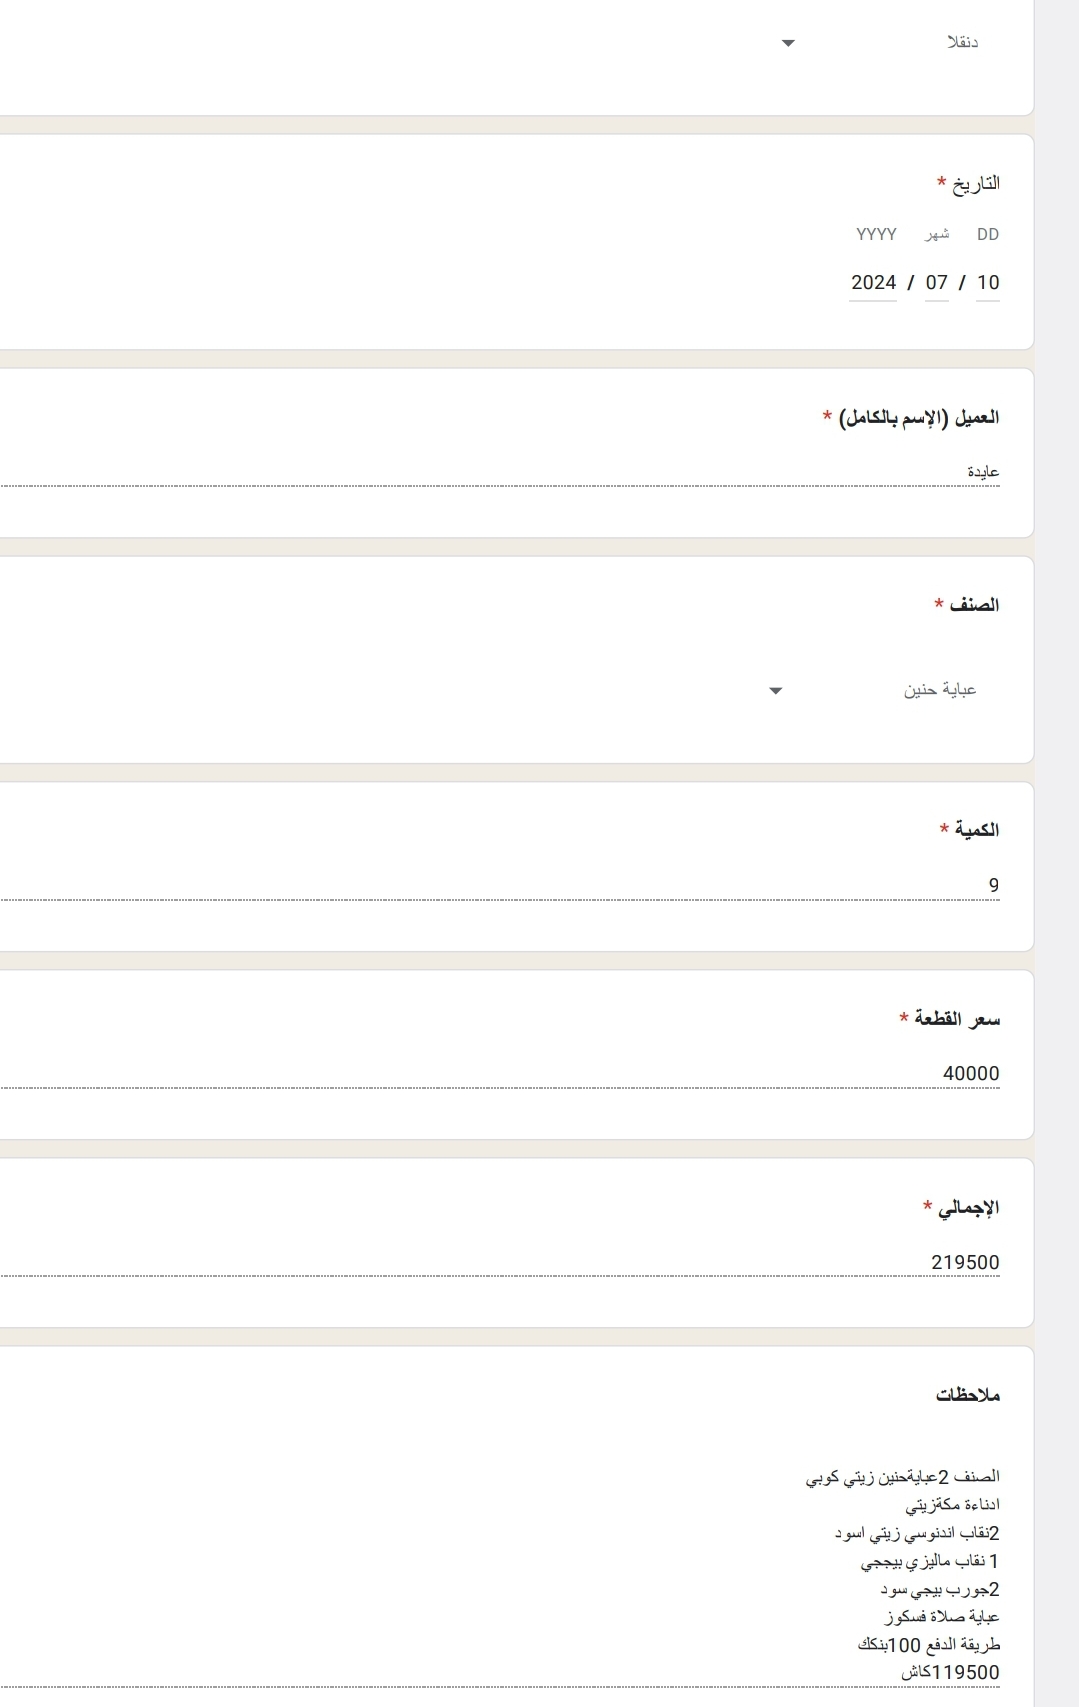 دنقلا
التاريخ *
DD شهر YYYY
10 / 07 / 2024
العميل (الإسم بالكامل) *
عايدة
الصنف *
عباية حنين
الكمية *
9
سعر القطعة *
40000
الإجمالي *
219500
ملاحظات
الصنف 2عبايةحنين زيتي كوبي
ادناءة مكةزيتي
2نقاب اندنوسي زيتي اسود
1 نقاب ماليزي بيججي
2جورب بيجي سود
عباية صلاة فسكوز
طريقة الدفع 100بنكك
119500كاش